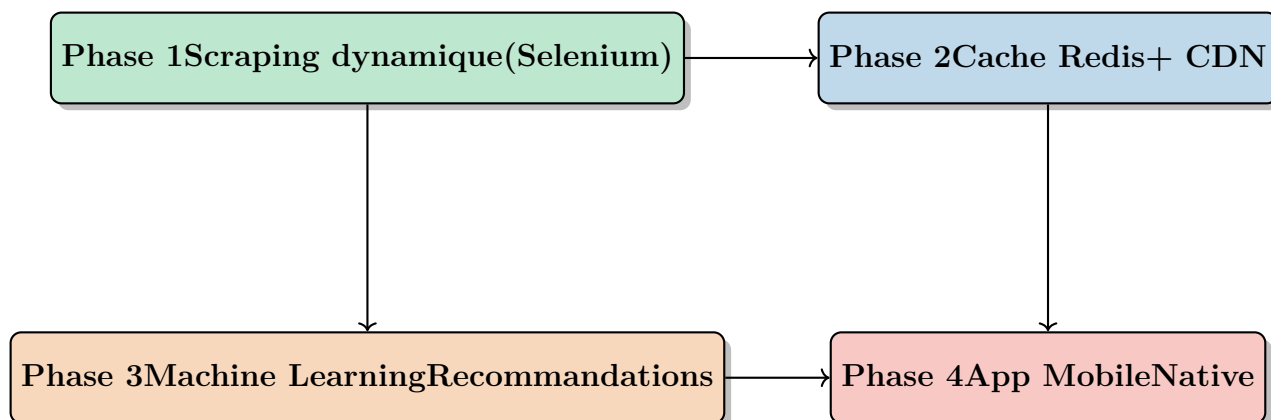 Phase 1Scraping dynamique(Selenium)
Phase 2Cache Redis+ CDN
Phase 3Machine LearningRecommandations
Phase 4App MobileNative